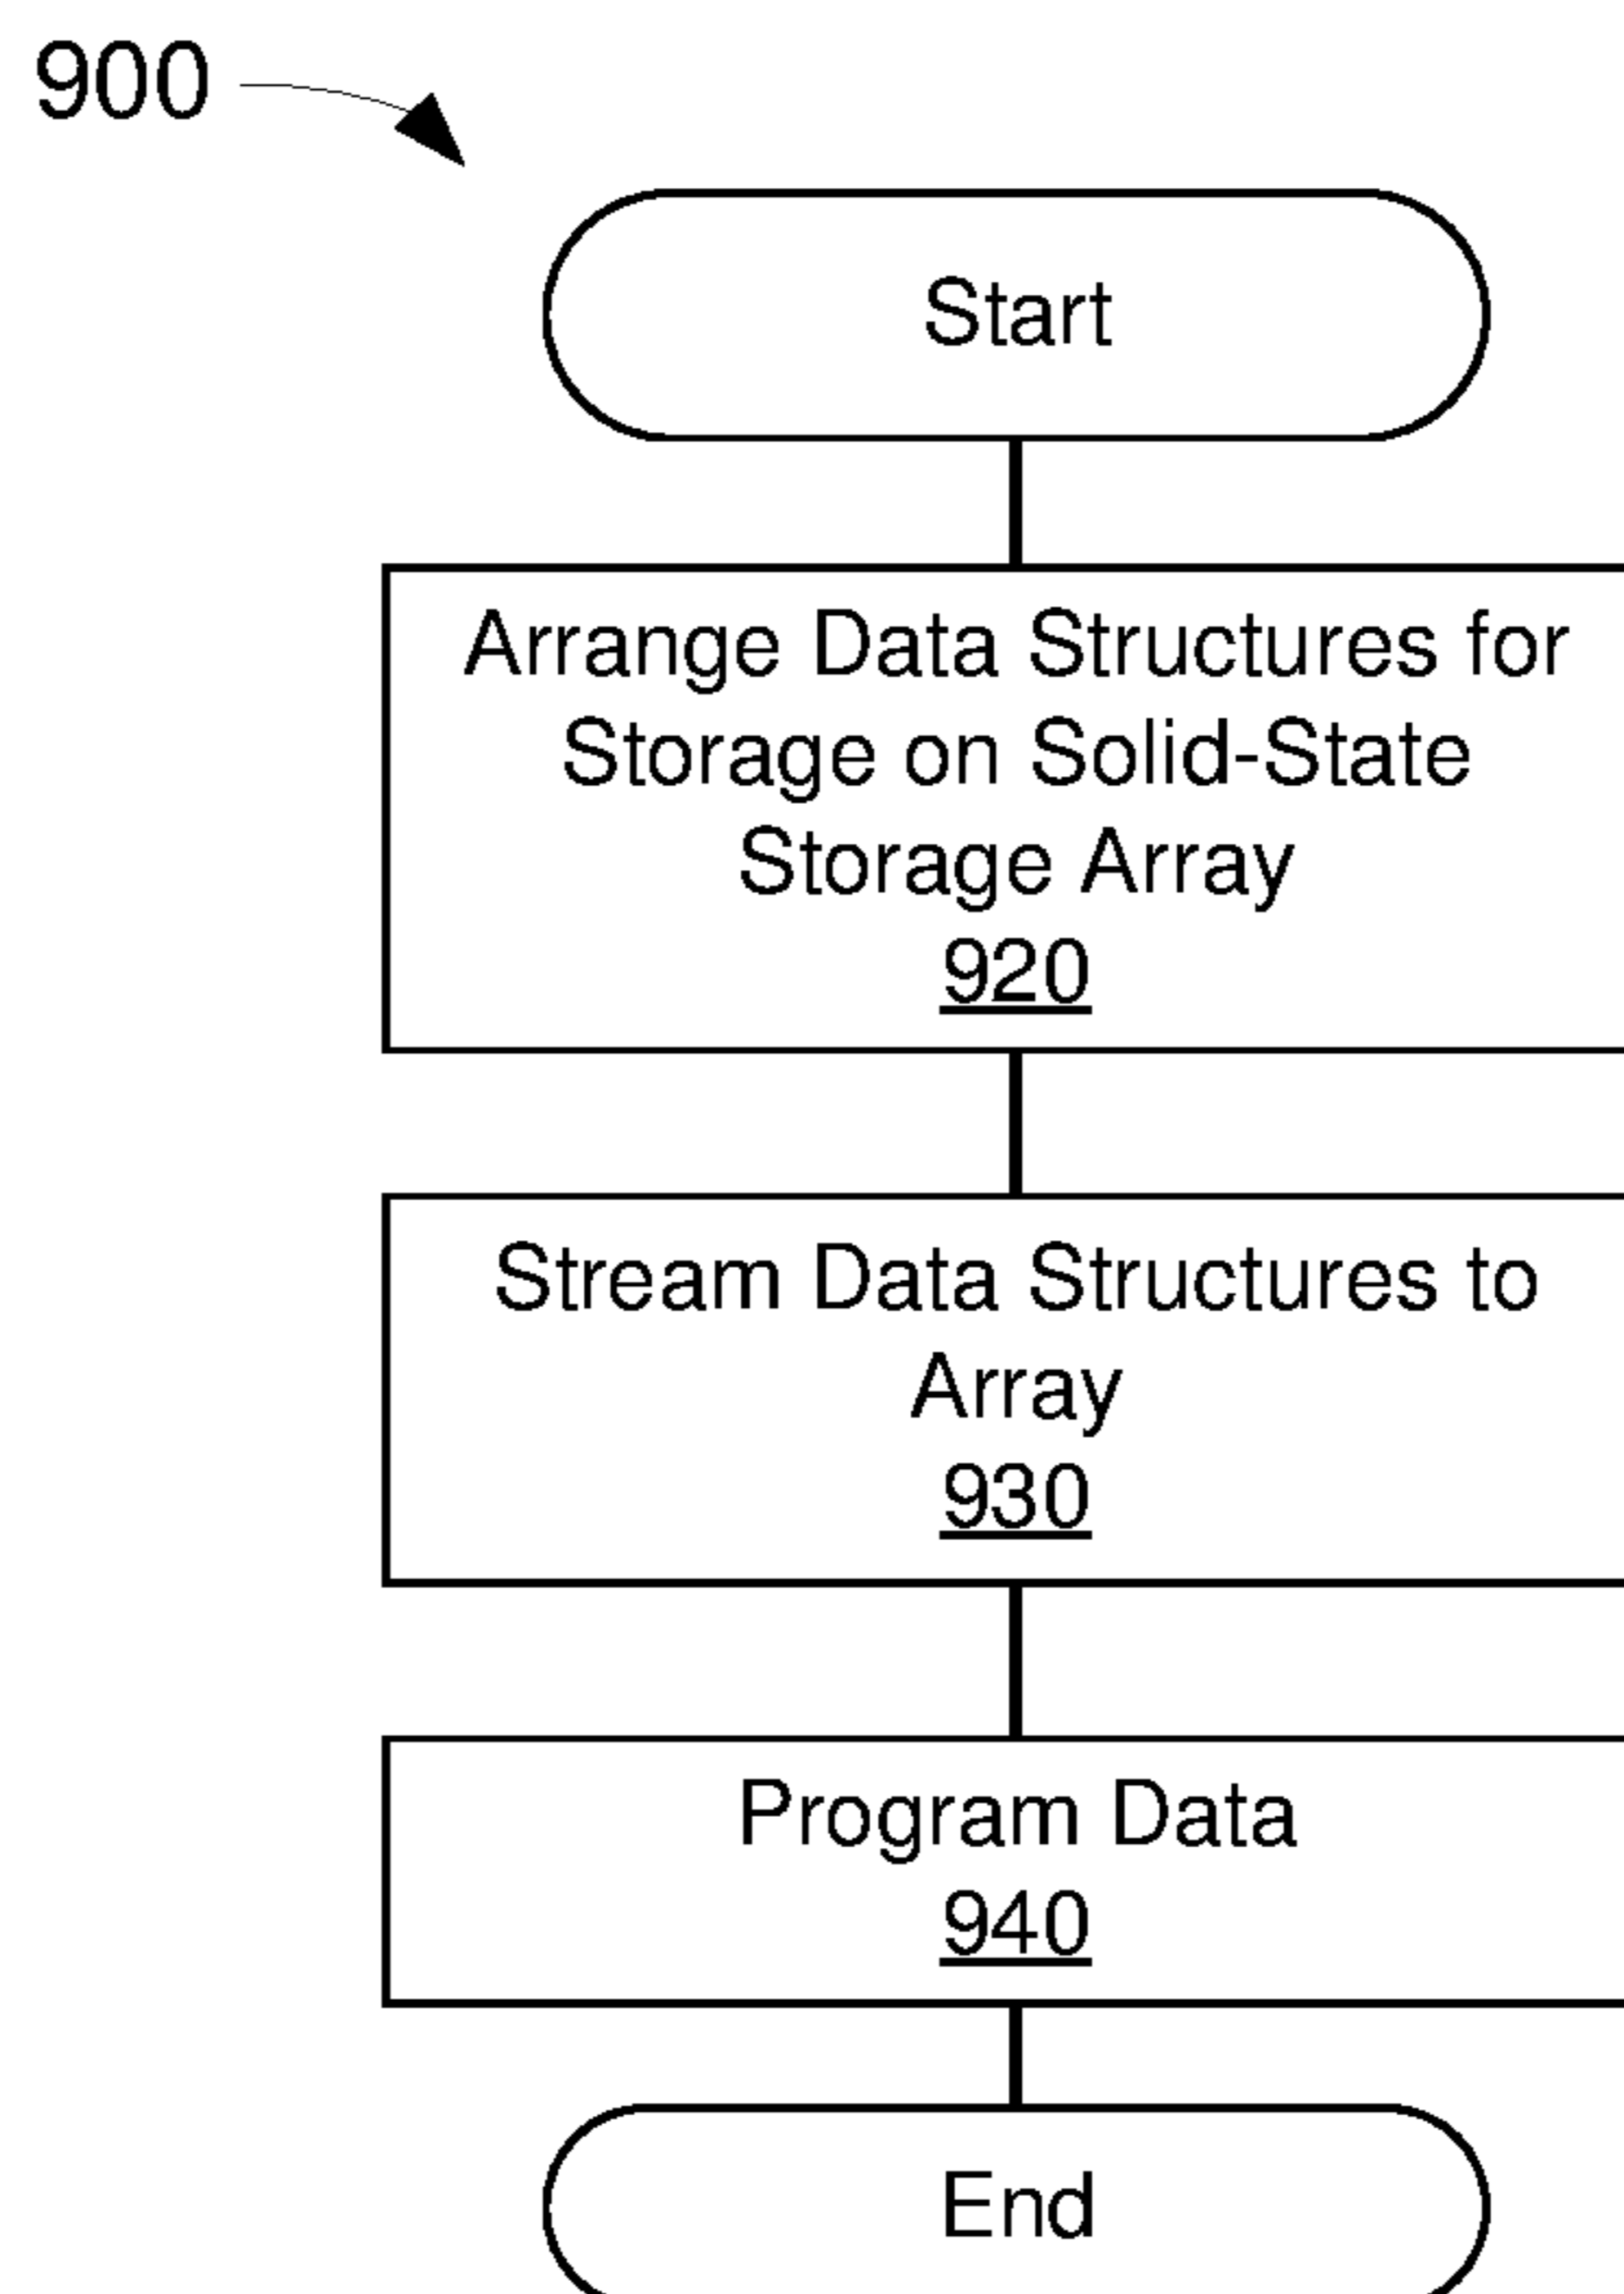 900
Start
Arrange Data Structures for
Storage on Solid-State
Storage Array
920
Stream Data Structures to
Array
930
Program Data
940
End